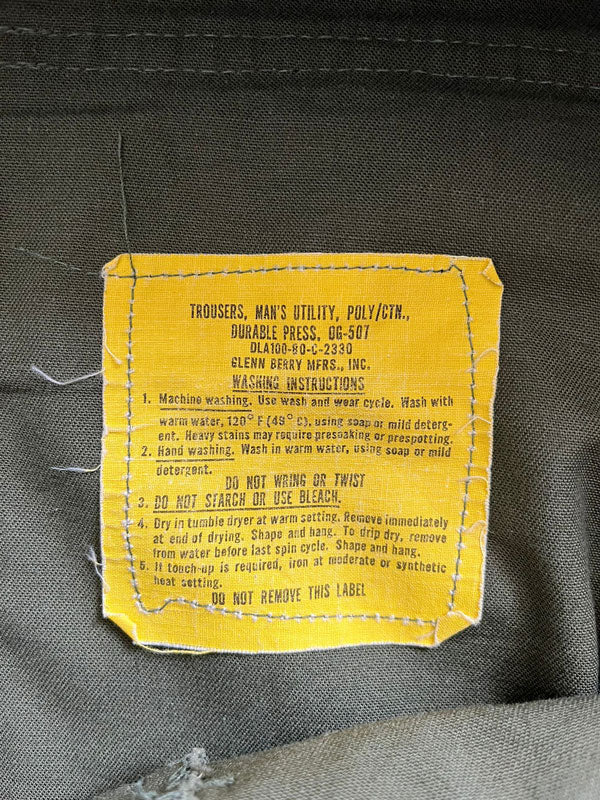 TROUSERS, MAN'S UTILITY, POLY/CTN.,
DURABLE PRESS, OG-507
DLA100-80-C-2330
GLENN BERRY MFRS., INC.
WASHING INSTRUCTIONS
1. Machine washing. Use wash and wear cycle. Wash with
warm water, 120° F (49° C), using soap or mild deterg-
ent. Heavy stains may require presoaking or prespotting.
2. Hand washing. Wash in warm water, using soap or mild
detergent.
DO NOT WRING OR TWIST
3. DO NOT STARCH OR USE BLEACH.
4. Dry in tumble dryer at warm setting. Remove immediately
at end of drying. Shape and hang. To drip dry, remove
from water before last spin cycle. Shape and hang.
5. If touch-up is required, iron at moderate or synthetic
heat setting.
DO NOT REMOVE THIS LABEL